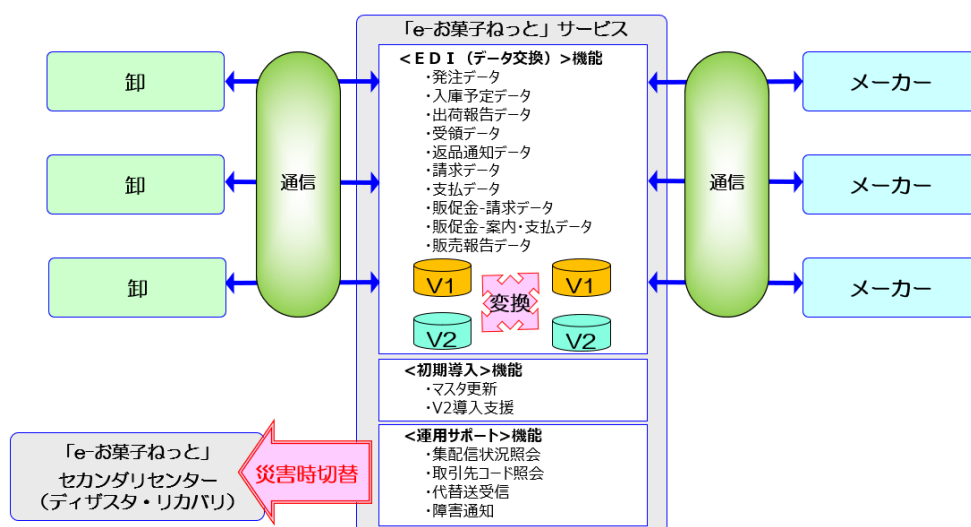 「e-お菓子ねっと」サービス
<ＥＤＩ（データ交換）>機能
・発注データ
・入庫予定データ
・出荷報告データ
・受領データ
・返品通知データ
・請求データ
・支払データ
・販促金-請求データ
・販促金-案内・支払データ
・販売報告データ
卸
卸
卸
通信
V1
V1
変換
V2
V2
通信
メーカー
メーカー
メーカー
<初期導入>機能
・マスタ更新
・V2導入支援
<運用サポート>機能
・集配信状況照会
・取引先コード照会
・代替送受信
・障害通知
災害時切替
「e-お菓子ねっと」
セカンダリセンター
（ディザスタ・リカバリ）